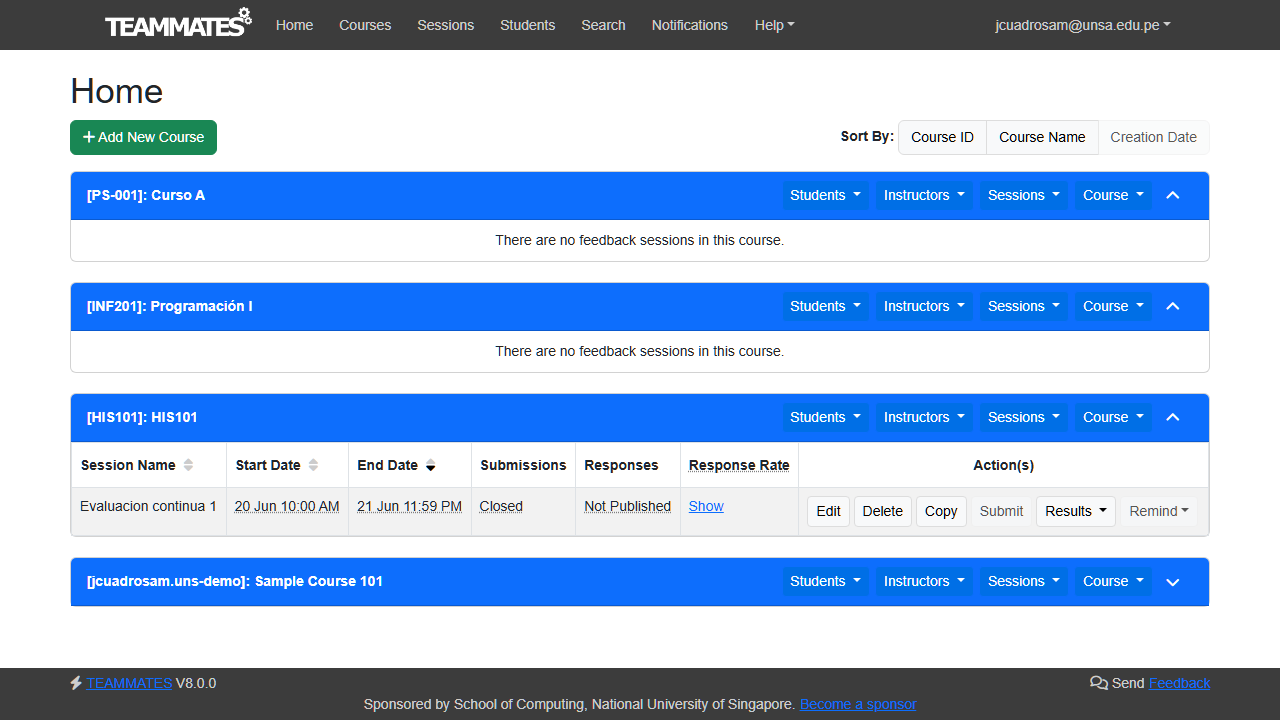 TEAMMATES Home Courses Sessions Students Search Notifications Help jcuadrosam@unsa.edu.pe
Home
Add New Course Sort By: Course ID Course Name Creation Date
[PS-001]: Curso A Students Instructors Sessions Course
There are no feedback sessions in this course.
[INF201]: Programación I Students Instructors Sessions Course
There are no feedback sessions in this course.
[HIS101]: HIS101 Students Instructors Sessions Course
Session Name Start Date End Date Submissions Responses Response Rate Action(s)
Evaluacion continua 1 20 Jun 10:00 AM 21 Jun 11:59 PM Closed Not Published Show Edit Delete Copy Submit Results Remind
[jcuadrosam.uns-demo]: Sample Course 101 Students Instructors Sessions Course
TEAMMATES V8.0.0 Send Feedback
Sponsored by School of Computing, National University of Singapore. Become a sponsor